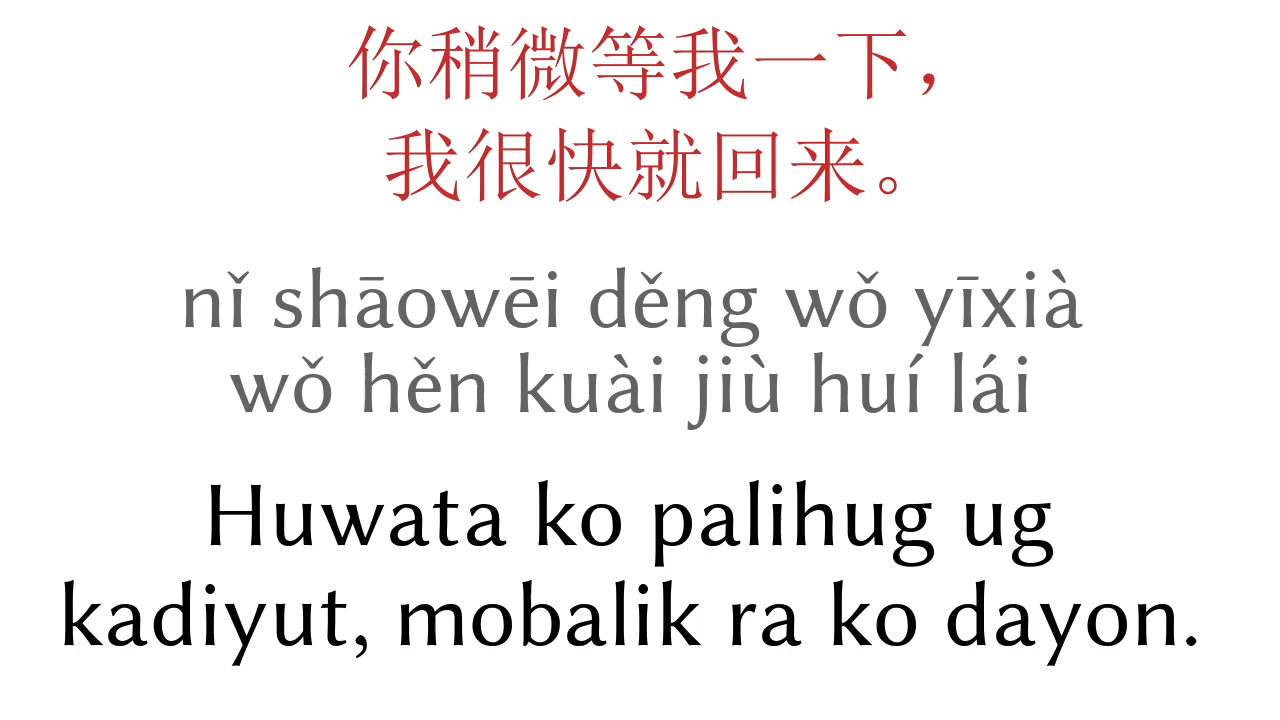 你稍微等我一下，
我很快就回来。
nǐ shāowēi děng wǒ yīxià
wǒ hěn kuài jiù huí lái
Huwata ko palihug ug
kadiyut, mobalik ra ko dayon.